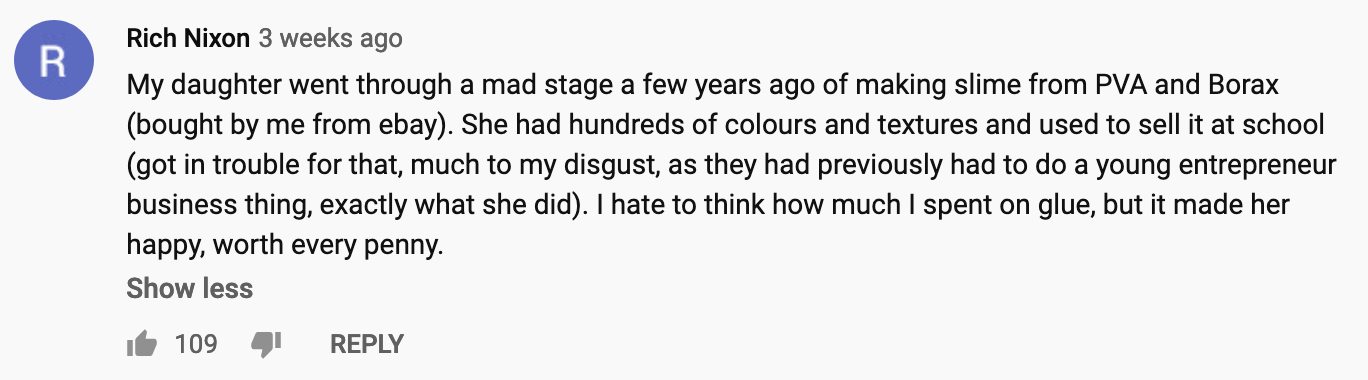 R
Rich Nixon 3 weeks ago
My daughter went through a mad stage a few years ago of making slime from PVA and Borax
(bought by me from ebay). She had hundreds of colours and textures and used to sell it at school
(got in trouble for that, much to my disgust, as they had previously had to do a young entrepreneur
business thing, exactly what she did). I hate to think how much I spent on glue, but it made her
happy, worth every penny.
Show less
109 REPLY